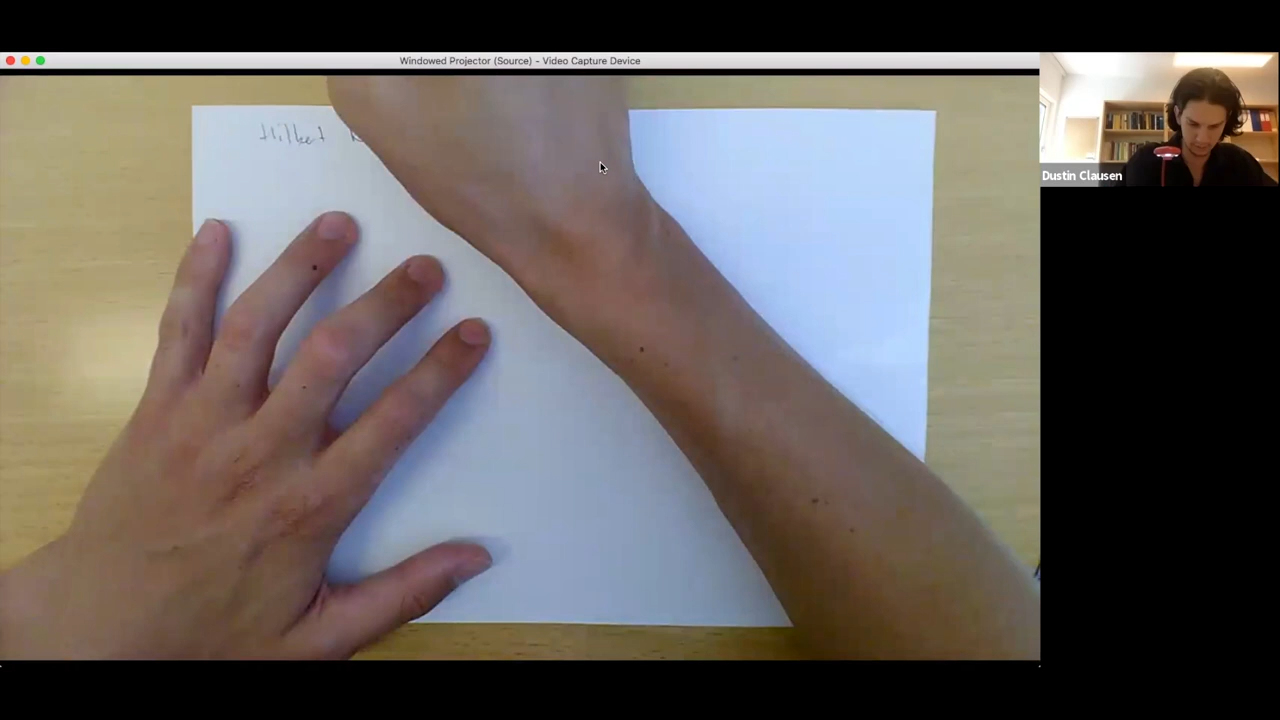 Windowed Projector (Source) - Video Capture Device
Hilbert
Dustin Clausen